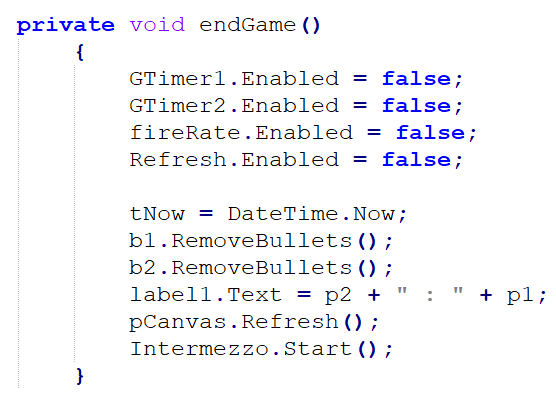 private void endGame()
{
GTimer1.Enabled = false;
GTimer2.Enabled = false;
fireRate.Enabled = false;
Refresh.Enabled = false;
tNow = DateTime.Now;
b1.RemoveBullets();
b2.RemoveBullets();
label1.Text = p2 + " : " + p1;
pCanvas.Refresh();
Intermezzo.Start();
}